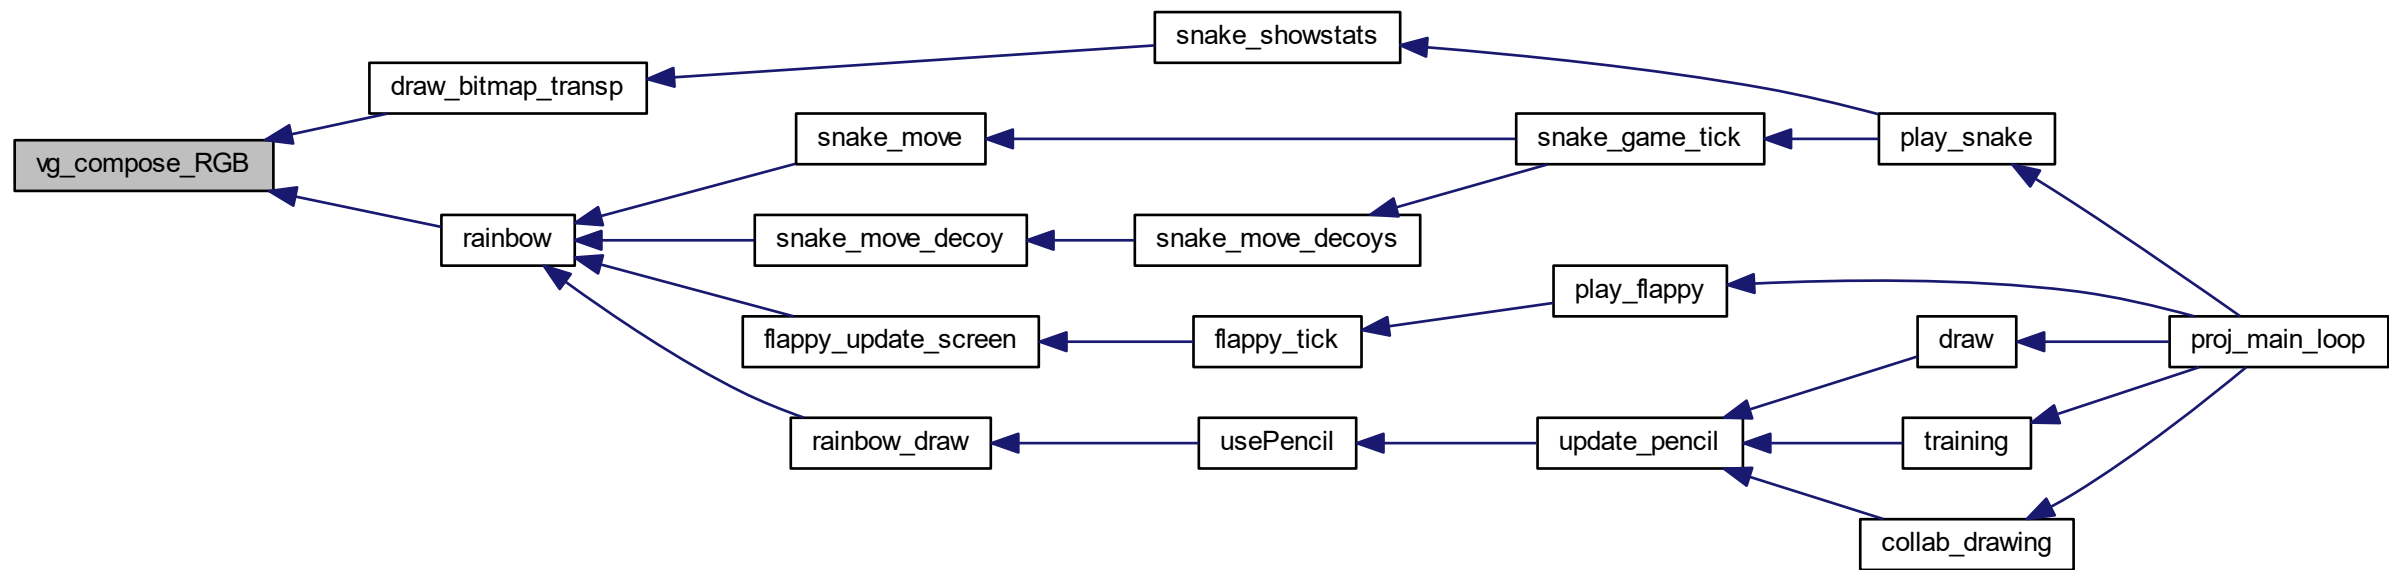 snake_showstats
draw_bitmap_transp
snake_move
snake_game_tick
play_snake
vg_compose_RGB
rainbow
snake_move_decoy
snake_move_decoys
play_flappy
flappy_update_screen
flappy_tick
draw
proj_main_loop
rainbow_draw
usePencil
update_pencil
training
collab_drawing